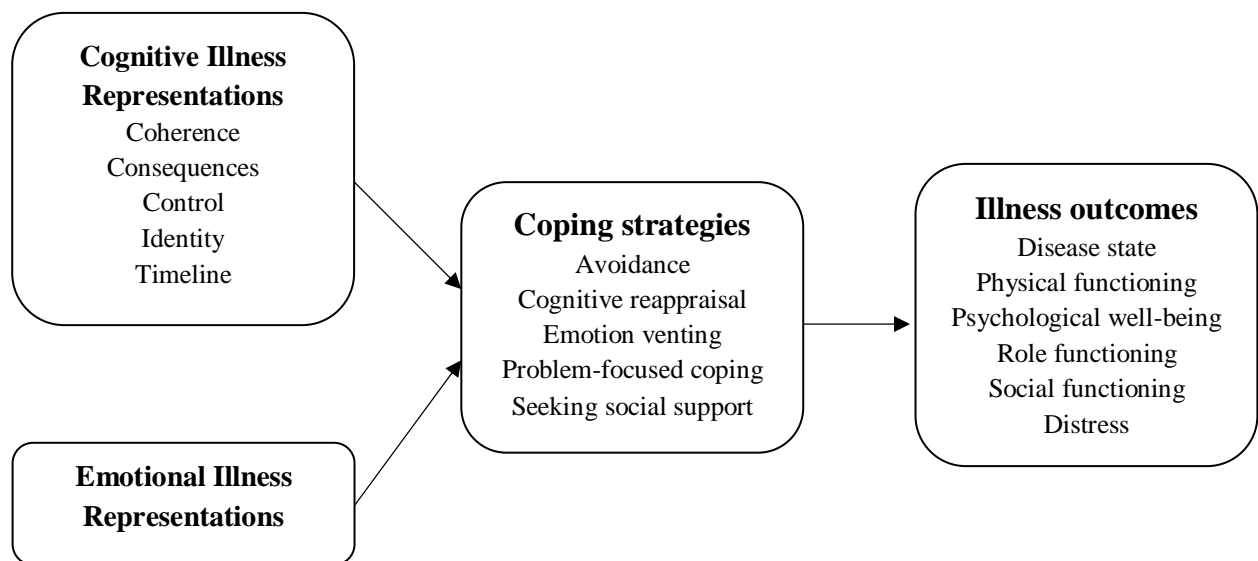 Cognitive Illness
Representations
Coherence
Consequences
Control
Identity
Timeline
Emotional Illness
Representations
Coping strategies
Avoidance
Cognitive reappraisal
Emotion venting
Problem-focused coping
Seeking social support
Illness outcomes
Disease state
Physical functioning
Psychological well-being
Role functioning
Social functioning
Distress